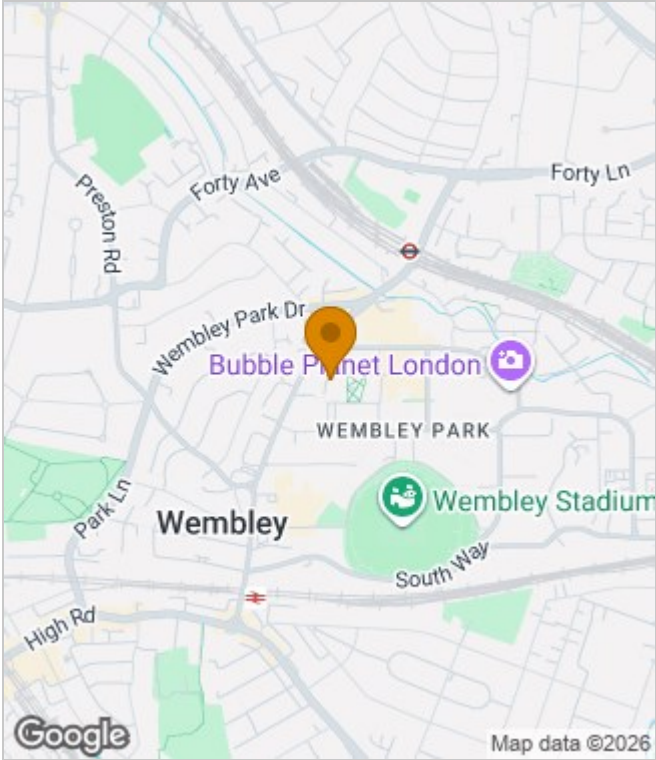 Forty Ave
Forty Ln
Preston Rd
Wembley Park Dr
Bubble Planet London
WEMBLEY PARK
Park Ln
Wembley
Wembley Stadium
South Way
High Rd
Google
Map data ©2026